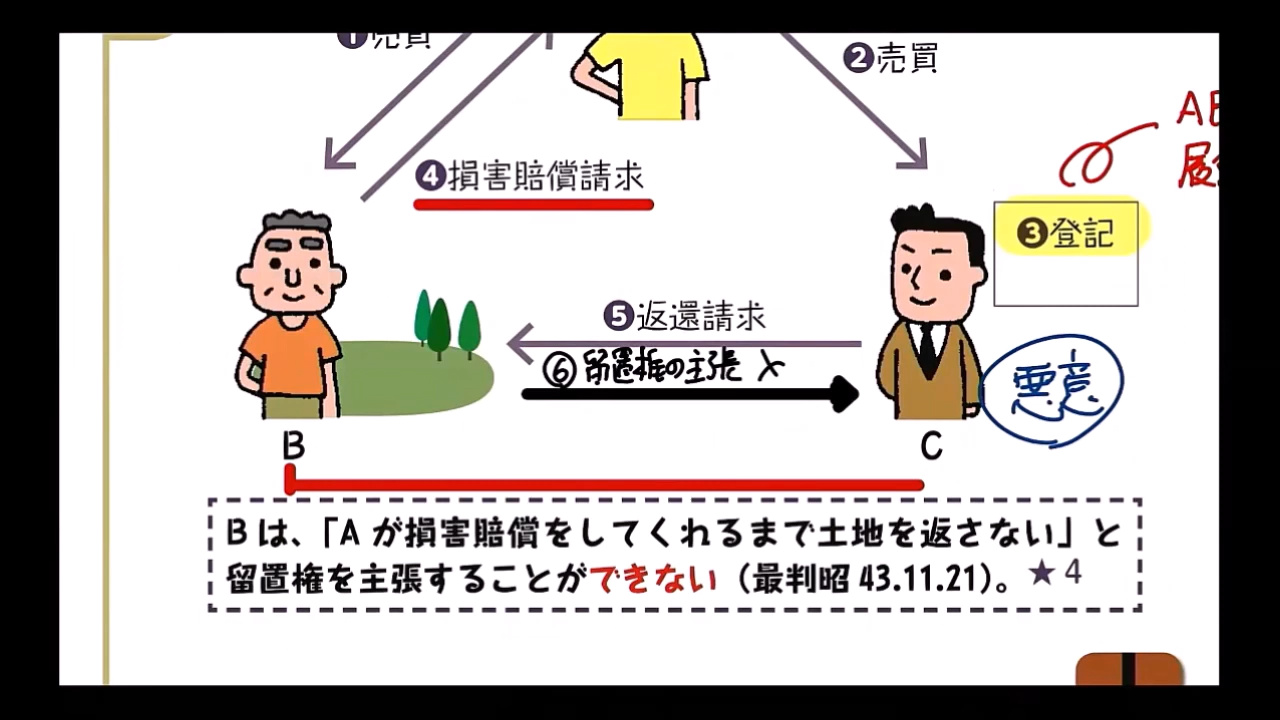 ❶売買
❷売買
❹損害賠償請求
❸登記
❺返還請求
⑥留置権の主張 ×
悪意
B
C
Bは、「Aが損害賠償をしてくれるまで土地を返さない」と
留置権を主張することができない（最判昭43.11.21）。★4